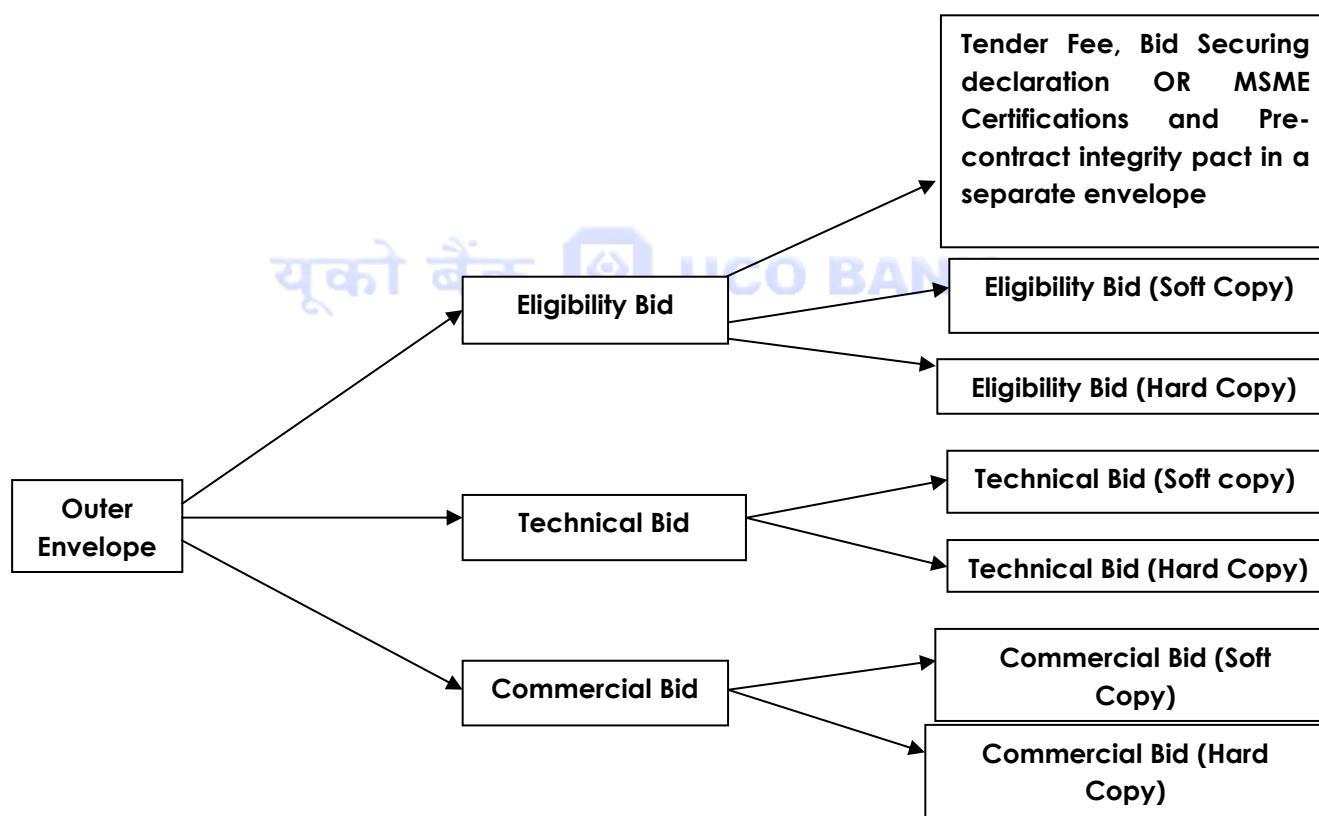 Tender Fee, Bid Securing
declaration OR MSME
Certifications and Pre-
contract integrity pact in a
separate envelope
यूको बैंक UCO BANK
Eligibility Bid
Eligibility Bid (Soft Copy)
Eligibility Bid (Hard Copy)
Outer
Envelope
Technical Bid
Technical Bid (Soft copy)
Technical Bid (Hard Copy)
Commercial Bid
Commercial Bid (Soft
Copy)
Commercial Bid (Hard
Copy)